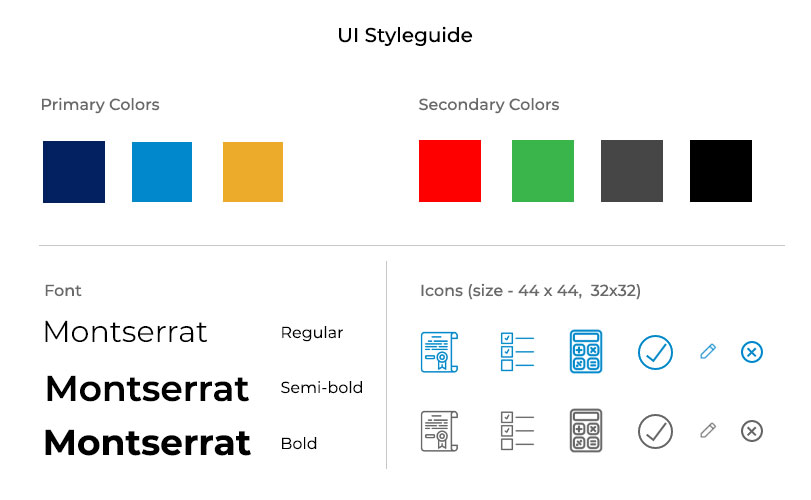 UI Styleguide
Primary Colors
Secondary Colors
Font
Montserrat Regular
Montserrat Semi-bold
Montserrat Bold
Icons (size - 44 x 44, 32x32)